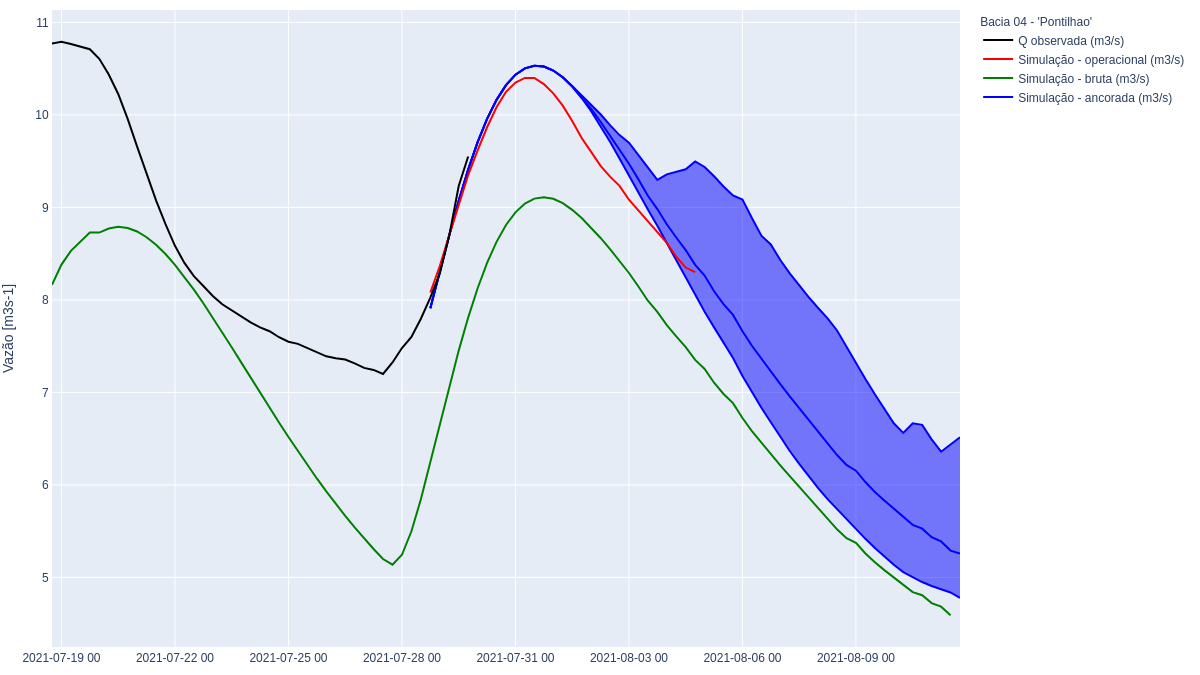 Bacia 04 - 'Pontilhao'
Q observada (m3/s)
Simulação - operacional (m3/s)
Simulação - bruta (m3/s)
Simulação - ancorada (m3/s)
Vazão [m3s-1]
11
10
9
8
7
6
5
2021-07-19 00
2021-07-22 00
2021-07-25 00
2021-07-28 00
2021-07-31 00
2021-08-03 00
2021-08-06 00
2021-08-09 00